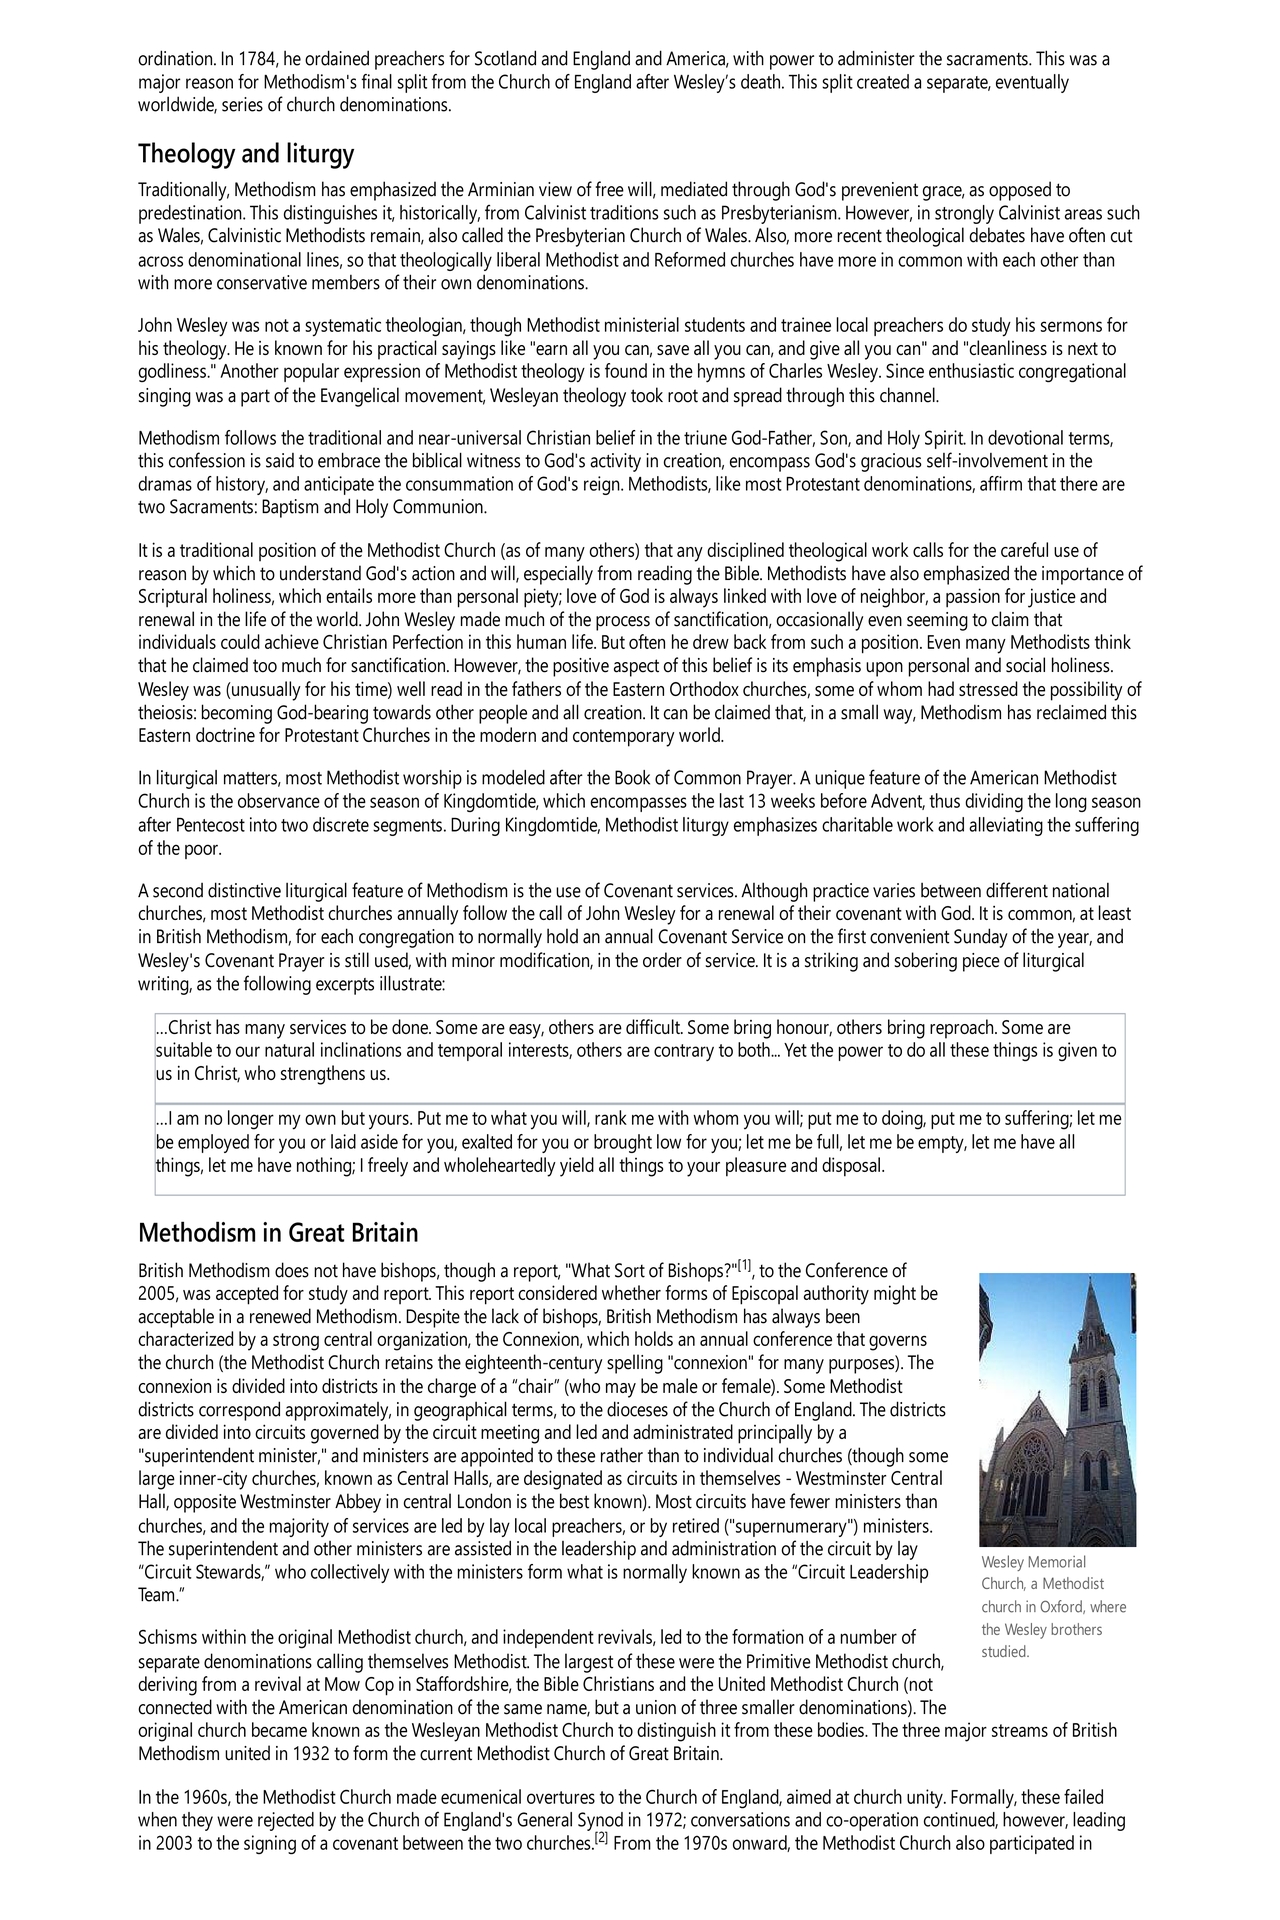 ordination. In 1784, he ordained preachers for Scotland and England and America, with power to administer the sacraments. This was a
major reason for Methodism's final split from the Church of England after Wesley’s death. This split created a separate, eventually
worldwide, series of church denominations.
Theology and liturgy
Traditionally, Methodism has emphasized the Arminian view of free will, mediated through God's prevenient grace, as opposed to
predestination. This distinguishes it, historically, from Calvinist traditions such as Presbyterianism. However, in strongly Calvinist areas such
as Wales, Calvinistic Methodists remain, also called the Presbyterian Church of Wales. Also, more recent theological debates have often cut
across denominational lines, so that theologically liberal Methodist and Reformed churches have more in common with each other than
with more conservative members of their own denominations.
John Wesley was not a systematic theologian, though Methodist ministerial students and trainee local preachers do study his sermons for
his theology. He is known for his practical sayings like "earn all you can, save all you can, and give all you can" and "cleanliness is next to
godliness." Another popular expression of Methodist theology is found in the hymns of Charles Wesley. Since enthusiastic congregational
singing was a part of the Evangelical movement, Wesleyan theology took root and spread through this channel.
Methodism follows the traditional and near-universal Christian belief in the triune God-Father, Son, and Holy Spirit. In devotional terms,
this confession is said to embrace the biblical witness to God's activity in creation, encompass God's gracious self-involvement in the
dramas of history, and anticipate the consummation of God's reign. Methodists, like most Protestant denominations, affirm that there are
two Sacraments: Baptism and Holy Communion.
It is a traditional position of the Methodist Church (as of many others) that any disciplined theological work calls for the careful use of
reason by which to understand God's action and will, especially from reading the Bible. Methodists have also emphasized the importance of
Scriptural holiness, which entails more than personal piety; love of God is always linked with love of neighbor, a passion for justice and
renewal in the life of the world. John Wesley made much of the process of sanctification, occasionally even seeming to claim that
individuals could achieve Christian Perfection in this human life. But often he drew back from such a position. Even many Methodists think
that he claimed too much for sanctification. However, the positive aspect of this belief is its emphasis upon personal and social holiness.
Wesley was (unusually for his time) well read in the fathers of the Eastern Orthodox churches, some of whom had stressed the possibility of
theiosis: becoming God-bearing towards other people and all creation. It can be claimed that, in a small way, Methodism has reclaimed this
Eastern doctrine for Protestant Churches in the modern and contemporary world.
In liturgical matters, most Methodist worship is modeled after the Book of Common Prayer. A unique feature of the American Methodist
Church is the observance of the season of Kingdomtide, which encompasses the last 13 weeks before Advent, thus dividing the long season
after Pentecost into two discrete segments. During Kingdomtide, Methodist liturgy emphasizes charitable work and alleviating the suffering
of the poor.
A second distinctive liturgical feature of Methodism is the use of Covenant services. Although practice varies between different national
churches, most Methodist churches annually follow the call of John Wesley for a renewal of their covenant with God. It is common, at least
in British Methodism, for each congregation to normally hold an annual Covenant Service on the first convenient Sunday of the year, and
Wesley's Covenant Prayer is still used, with minor modification, in the order of service. It is a striking and sobering piece of liturgical
writing, as the following excerpts illustrate:
...Christ has many services to be done. Some are easy, others are difficult. Some bring honour, others bring reproach. Some are
suitable to our natural inclinations and temporal interests, others are contrary to both... Yet the power to do all these things is given to
us in Christ, who strengthens us.
...I am no longer my own but yours. Put me to what you will, rank me with whom you will; put me to doing, put me to suffering; let me
be employed for you or laid aside for you, exalted for you or brought low for you; let me be full, let me be empty, let me have all
things, let me have nothing; I freely and wholeheartedly yield all things to your pleasure and disposal.
Methodism in Great Britain
British Methodism does not have bishops, though a report, "What Sort of Bishops?"[1], to the Conference of
2005, was accepted for study and report. This report considered whether forms of Episcopal authority might be
acceptable in a renewed Methodism. Despite the lack of bishops, British Methodism has always been
characterized by a strong central organization, the Connexion, which holds an annual conference that governs
the church (the Methodist Church retains the eighteenth-century spelling "connexion" for many purposes). The
connexion is divided into districts in the charge of a “chair” (who may be male or female). Some Methodist
districts correspond approximately, in geographical terms, to the dioceses of the Church of England. The districts
are divided into circuits governed by the circuit meeting and led and administrated principally by a
"superintendent minister," and ministers are appointed to these rather than to individual churches (though some
large inner-city churches, known as Central Halls, are designated as circuits in themselves - Westminster Central
Hall, opposite Westminster Abbey in central London is the best known). Most circuits have fewer ministers than
churches, and the majority of services are led by lay local preachers, or by retired ("supernumerary") ministers.
The superintendent and other ministers are assisted in the leadership and administration of the circuit by lay
“Circuit Stewards,” who collectively with the ministers form what is normally known as the “Circuit Leadership
Team.”
Wesley Memorial
Church, a Methodist
church in Oxford, where
the Wesley brothers
studied.
Schisms within the original Methodist church, and independent revivals, led to the formation of a number of
separate denominations calling themselves Methodist. The largest of these were the Primitive Methodist church,
deriving from a revival at Mow Cop in Staffordshire, the Bible Christians and the United Methodist Church (not
connected with the American denomination of the same name, but a union of three smaller denominations). The
original church became known as the Wesleyan Methodist Church to distinguish it from these bodies. The three major streams of British
Methodism united in 1932 to form the current Methodist Church of Great Britain.
In the 1960s, the Methodist Church made ecumenical overtures to the Church of England, aimed at church unity. Formally, these failed
when they were rejected by the Church of England's General Synod in 1972; conversations and co-operation continued, however, leading
in 2003 to the signing of a covenant between the two churches.[2] From the 1970s onward, the Methodist Church also participated in